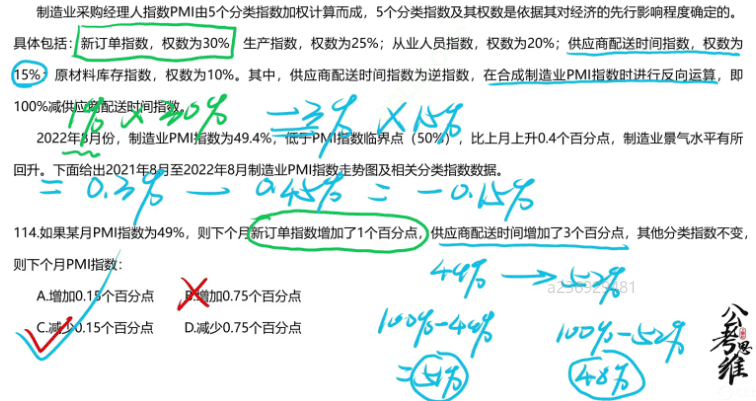 制造业采购经理人指数PMI由5个分类指数加权计算而成，5个分类指数及其权数是依据其对经济的先行影响程度确定的。
具体包括：新订单指数，权数为30%；生产指数，权数为25%；从业人员指数，权数为20%；供应商配送时间指数，权数为
15%；原材料库存指数，权数为10%。其中，供应商配送时间指数为逆指数，在合成制造业PMI指数时进行反向运算，即
100%减供应商配送时间指数。
1% × 30% -3% × 15%
2022年8月份，制造业PMI指数为49.4%，低于PMI指数临界点（50%），比上月上升0.4个百分点，制造业景气水平有所
回升。下面给出2021年8月至2022年8月制造业PMI指数走势图及相关分类指数数据。
= 0.3% - 0.45% = -0.15%
114.如果某月PMI指数为49%，则下个月新订单指数增加了1个百分点，供应商配送时间增加了3个百分点，其他分类指数不变，
则下个月PMI指数：
49% → 52%
A.增加0.15个百分点 B.增加0.75个百分点
C.减少0.15个百分点 D.减少0.75个百分点
100%-49% 100%-52%
=51% 48%
公考思维